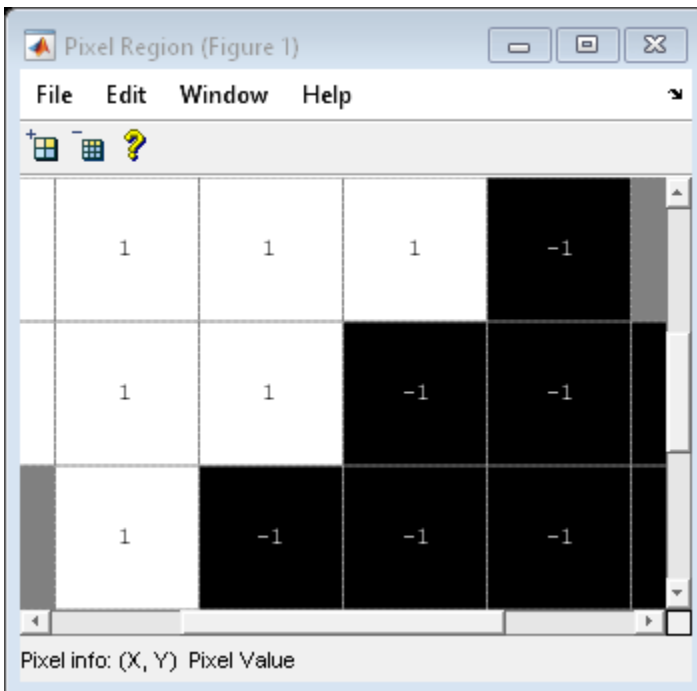 Pixel Region (Figure 1)
File Edit Window Help
1 1 1 -1
1 1 -1 -1
1 -1 -1 -1
Pixel info: (X, Y) Pixel Value